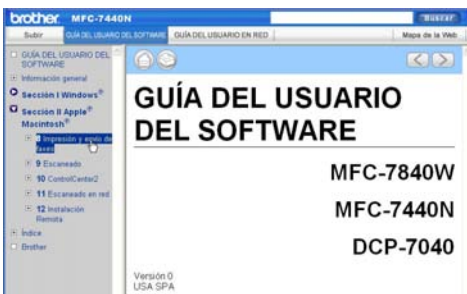 brother. MFC-7440N
Buscar
Subir GUÍA DEL USUARIO DEL SOFTWARE GUÍA DEL USUARIO EN RED Mapa de la Web
GUÍA DEL USUARIO DEL
SOFTWARE
Información general
Sección I Windows®
Sección II Apple®
Macintosh®
8 Impresión y envío de
faxes
9 Escaneado
10 ControlCenter2
11 Escaneado en red
12 Instalación
Remota
Índice
Brother
GUÍA DEL USUARIO
DEL SOFTWARE
MFC-7840W
MFC-7440N
DCP-7040
Versión 0
USA SPA